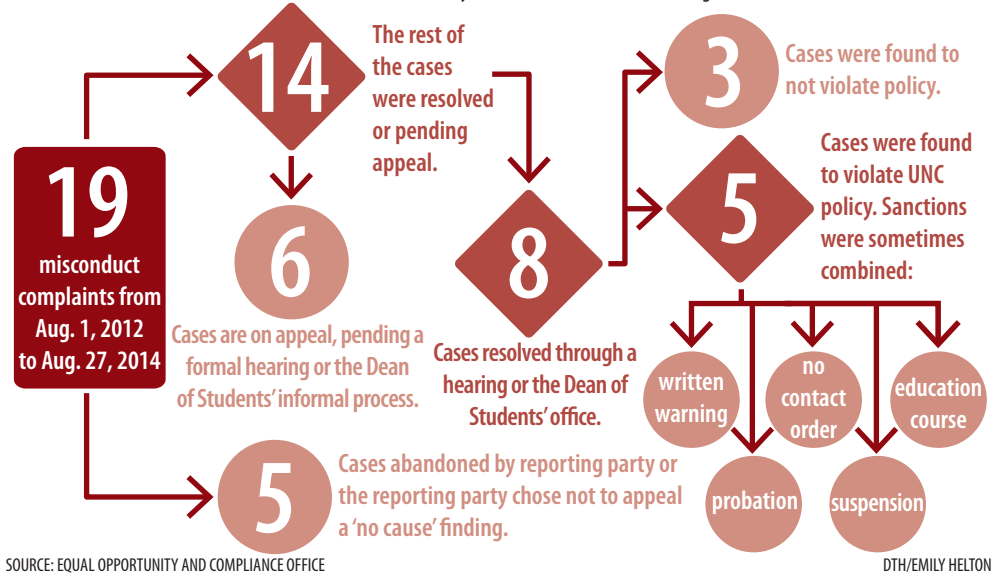 19
misconduct
complaints from
Aug. 1, 2012
to Aug. 27, 2014
14
The rest of
the cases
were resolved
or pending
appeal.
6
Cases are on appeal, pending a
formal hearing or the Dean
of Students' informal process.
5
Cases abandoned by reporting party or
the reporting party chose not to appeal
a 'no cause' finding.
8
Cases resolved through a
hearing or the Dean of
Students' office.
3
Cases were found to
not violate policy.
5
Cases were found
to violate UNC
policy. Sanctions
were sometimes
combined:
written
warning
no
contact
order
education
course
probation
suspension
SOURCE: EQUAL OPPORTUNITY AND COMPLIANCE OFFICE
DTH/EMILY HELTON